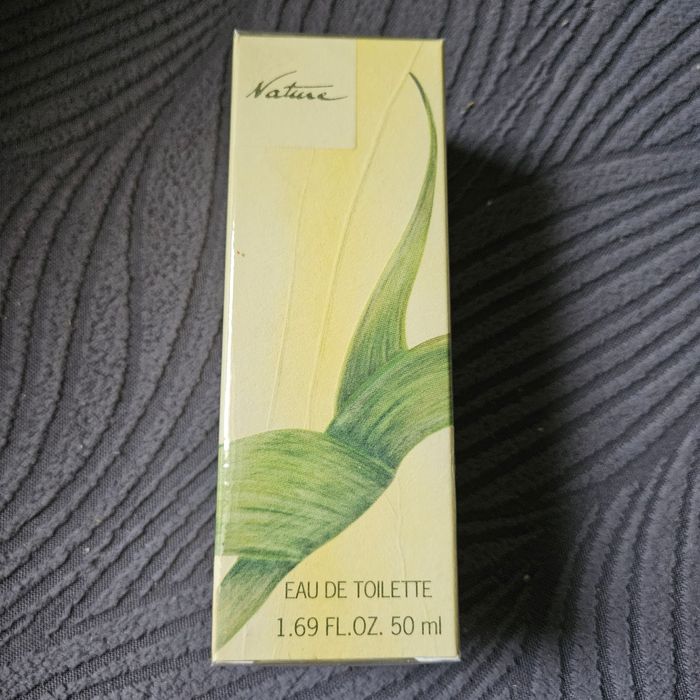 Nature
EAU DE TOILETTE
1.69 FL.OZ. 50 ml